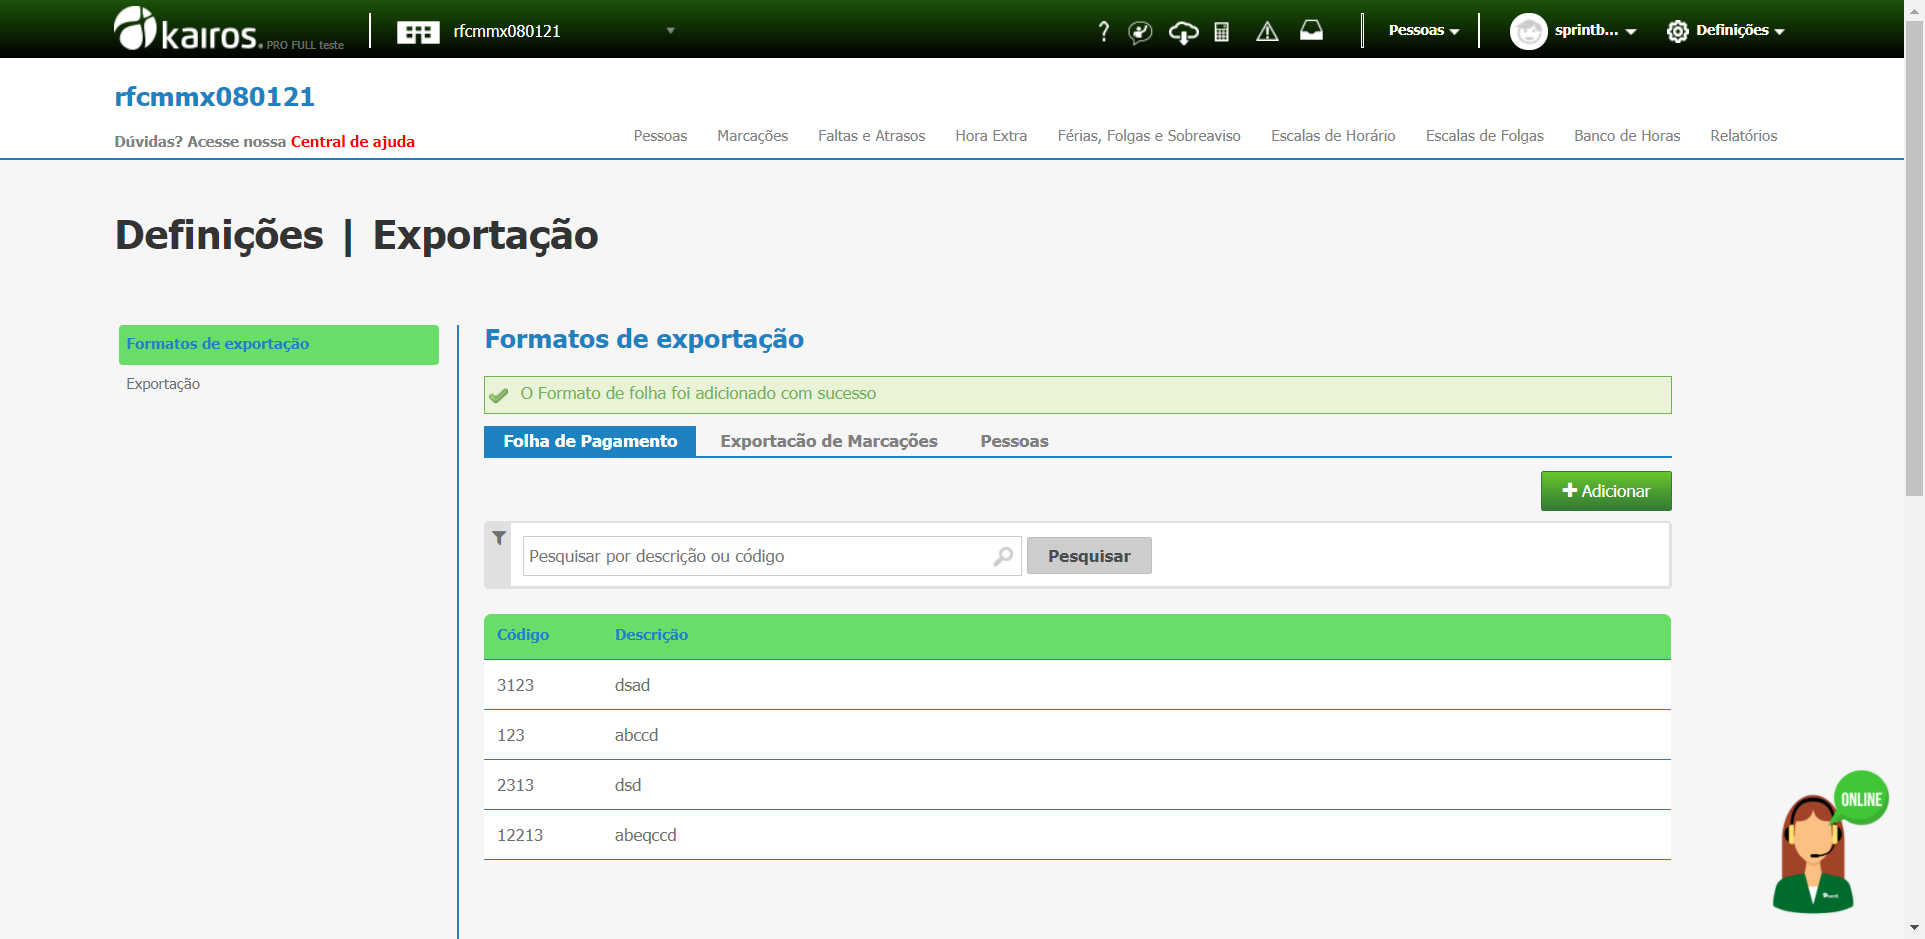 kairos. PRO FULL teste
rfcmmx080121
?
Pessoas
sprintb...
Definições
rfcmmx080121
Dúvidas? Acesse nossa Central de ajuda
Pessoas Marcações Faltas e Atrasos Hora Extra Férias, Folgas e Sobreaviso Escalas de Horário Escalas de Folgas Banco de Horas Relatórios
Definições | Exportação
Formatos de exportação
Exportação
Formatos de exportação
O Formato de folha foi adicionado com sucesso
Folha de Pagamento Exportacão de Marcações Pessoas
Adicionar
Pesquisar por descrição ou código Pesquisar
Código Descrição
3123 dsad
123 abccd
2313 dsd
12213 abeqccd
ONLINE